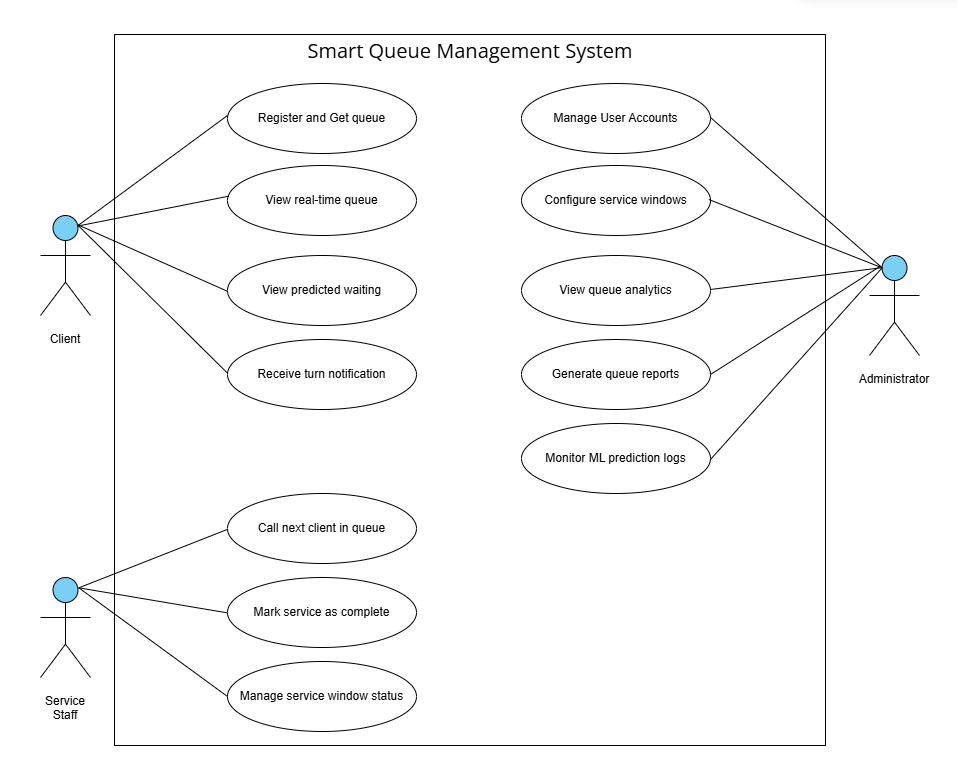 Smart Queue Management System
Register and Get queue
View real-time queue
View predicted waiting
Receive turn notification
Manage User Accounts
Configure service windows
View queue analytics
Generate queue reports
Monitor ML prediction logs
Client
Administrator
Call next client in queue
Mark service as complete
Manage service window status
Service
Staff